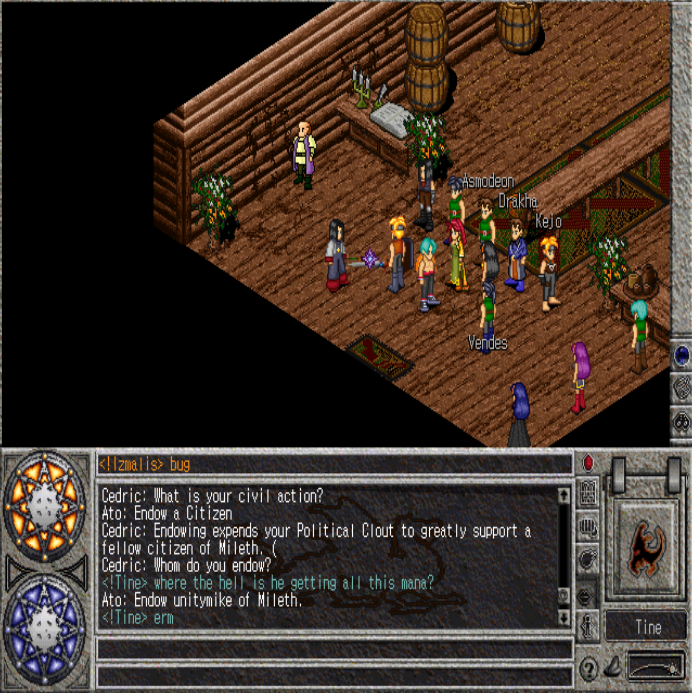 Asmodeon
Drakha
Kejo
Vendes
<!Izmalis> bug
Cedric: What is your civil action?
Ato: Endow a Citizen
Cedric: Endowing expends your Political Clout to greatly support a
fellow citizen of Mileth. (
Cedric: Whom do you endow?
<!Tine> where the hell is he getting all this mana?
Ato: Endow unitymike of Mileth.
<!Tine> erm
Tine
?